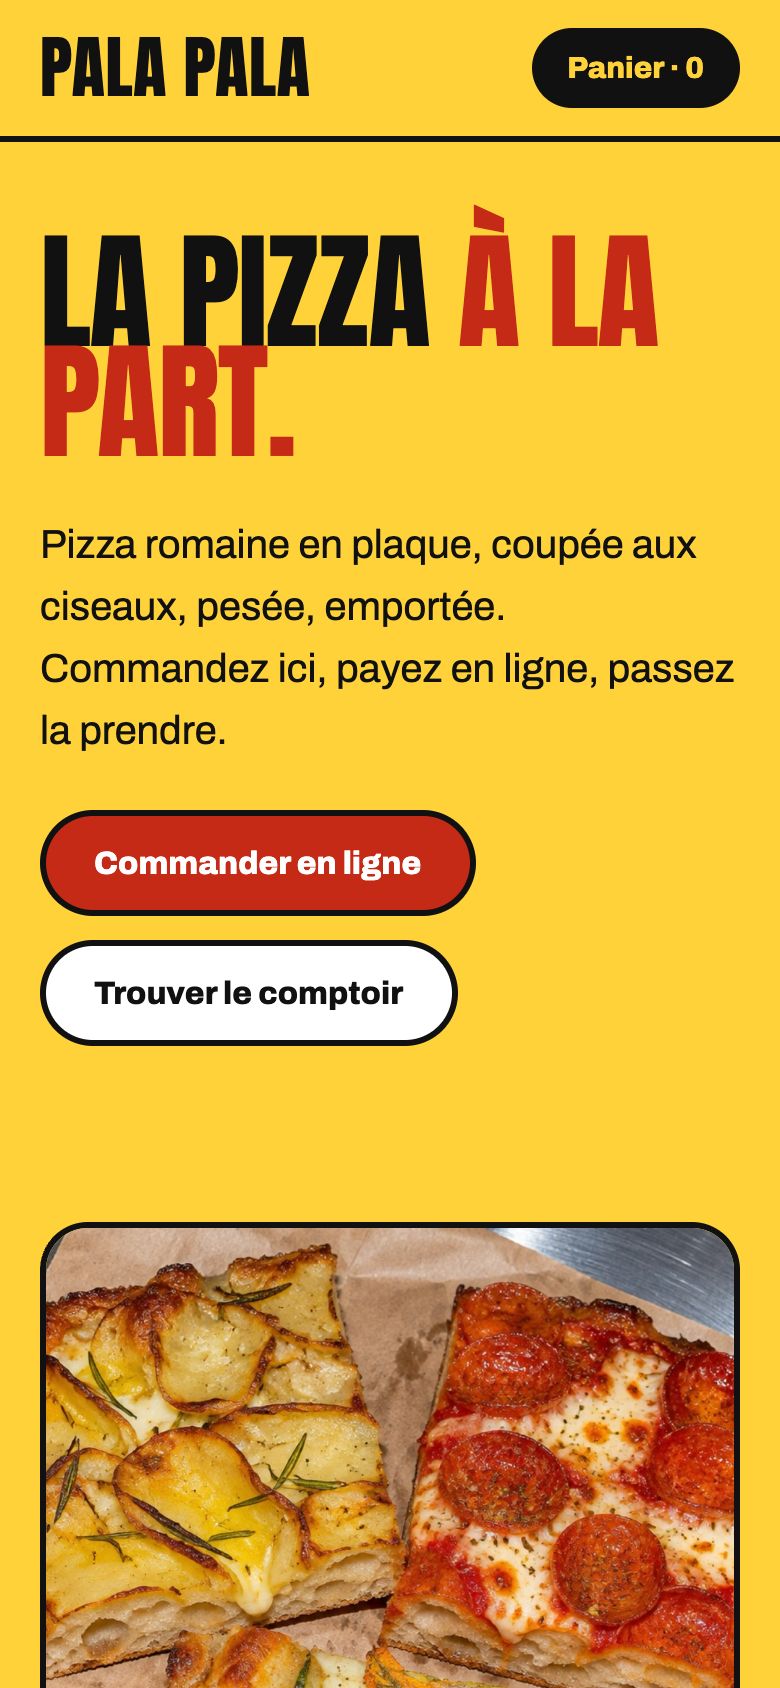 PALA PALA
Panier · 0
LA PIZZA À LA
PART.
Pizza romaine en plaque, coupée aux
ciseaux, pesée, emportée.
Commandez ici, payez en ligne, passez
la prendre.
Commander en ligne
Trouver le comptoir